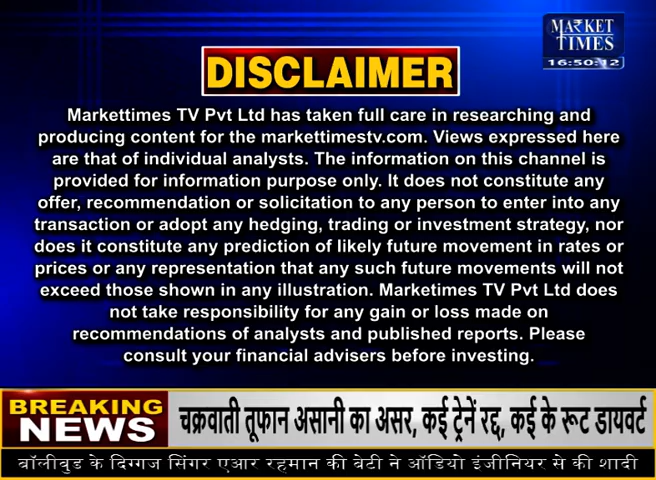 MARKET
TIMES
16:50:12
DISCLAIMER
Markettimes TV Pvt Ltd has taken full care in researching and
producing content for the markettimestv.com. Views expressed here
are that of individual analysts. The information on this channel is
provided for information purpose only. It does not constitute any
offer, recommendation or solicitation to any person to enter into any
transaction or adopt any hedging, trading or investment strategy, nor
does it constitute any prediction of likely future movement in rates or
prices or any representation that any such future movements will not
exceed those shown in any illustration. Marketimes TV Pvt Ltd does
not take responsibility for any gain or loss made on
recommendations of analysts and published reports. Please
consult your financial advisers before investing.
BREAKING
NEWS
चक्रवाती तूफान असानी का असर, कई ट्रेनें रद्द, कई के रूट डायवर्ट
बॉलीवुड के दिग्गज सिंगर एआर रहमान की बेटी ने ऑडियो इंजीनियर से की शादी